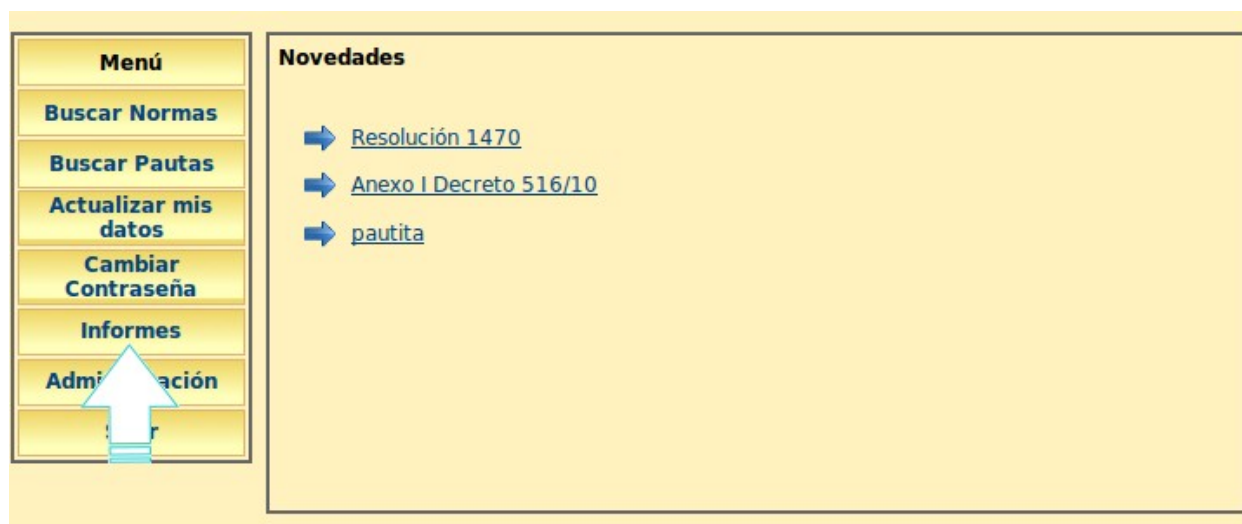 Menú
Buscar Normas
Buscar Pautas
Actualizar mis
datos
Cambiar
Contraseña
Informes
Novedades
Resolución 1470
Anexo I Decreto 516/10
pautita